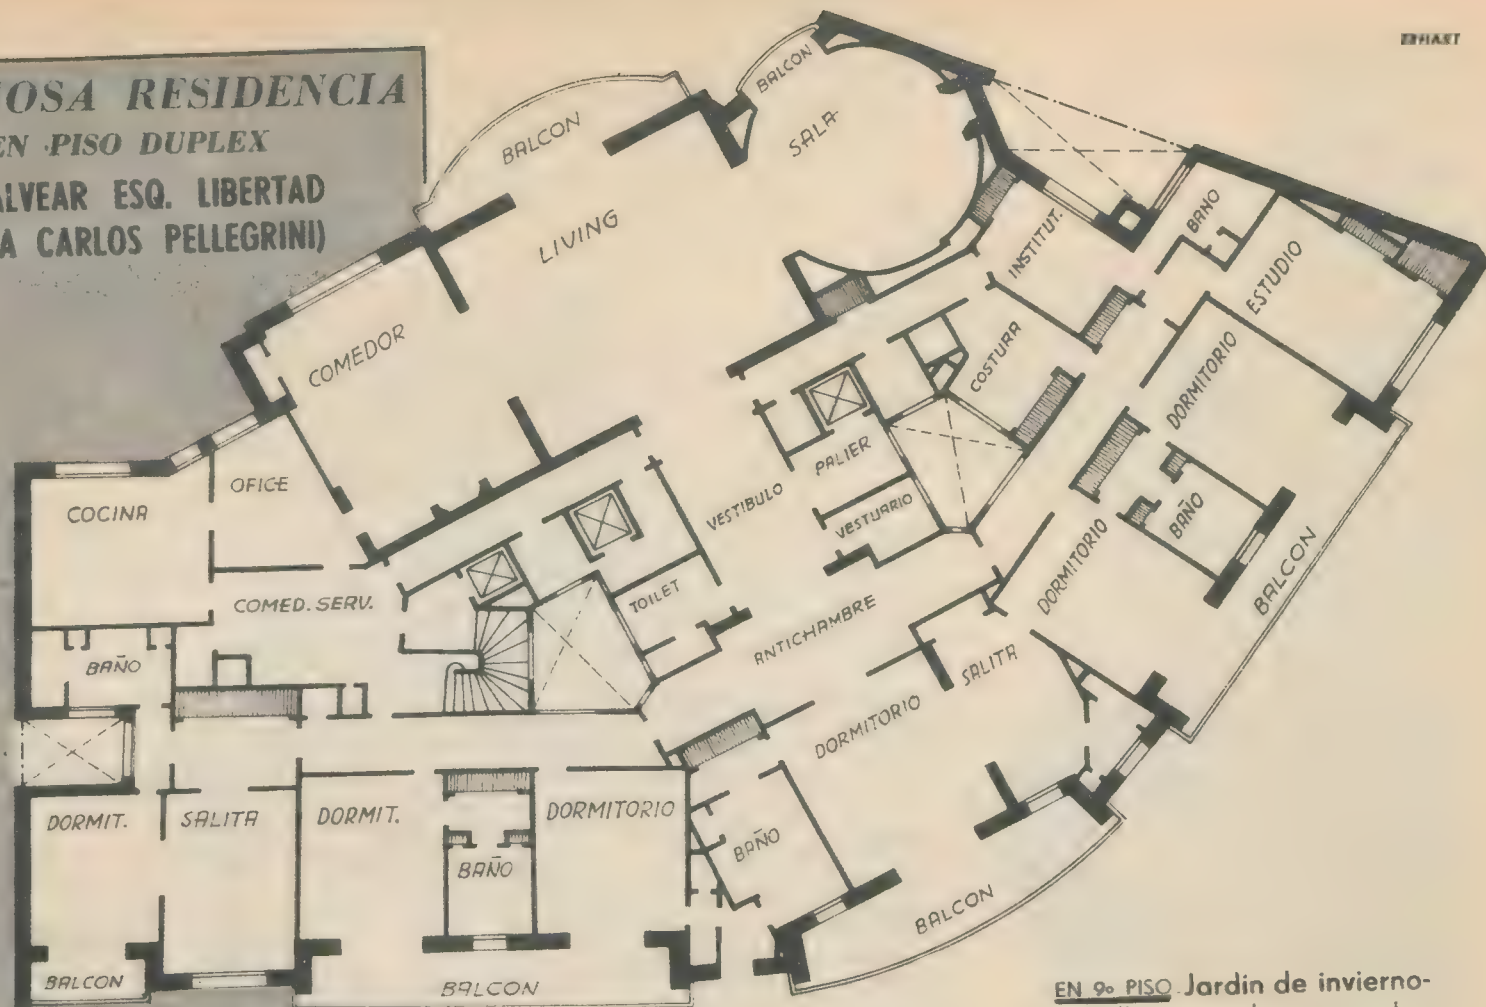 OSA RESIDENCIA
EN PISO DUPLEX
ALVEAR ESQ. LIBERTAD
A CARLOS PELLEGRINI)
BALCON
BALCON
SALA
LIVING
COMEDOR
INSTITUT.
BAÑO
ESTUDIO
COSTURA
DORMITORIO
PALIER
VESTIBULO
VESTUARIO
BAÑO
DORMITORIO
BALCON
COCINA
OFICE
COMED. SERV.
TOILET
ANTICHAMBRE
SALITA
BAÑO
DORMITORIO
DORMIT.
SALITA
DORMIT.
DORMITORIO
BAÑO
BAÑO
BALCON
BALCON
BALCON
EN 9o PISO Jardín de invierno-